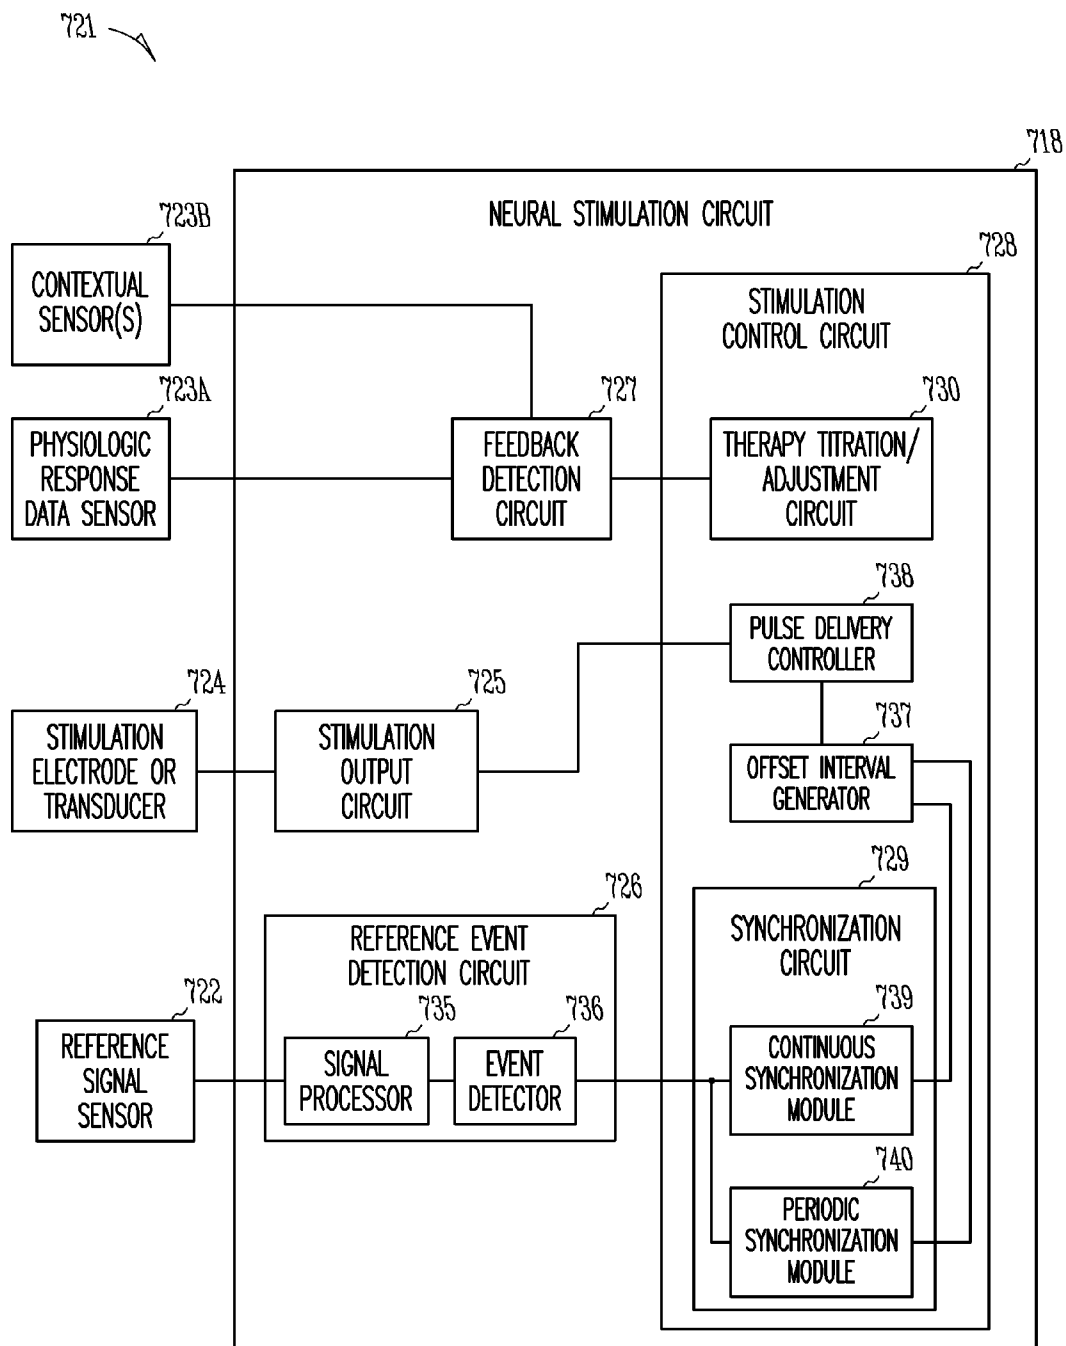 721
718
NEURAL STIMULATION CIRCUIT
723B
CONTEXTUAL
SENSOR(S)
728
STIMULATION
CONTROL CIRCUIT
723A
PHYSIOLOGIC
RESPONSE
DATA SENSOR
727
FEEDBACK
DETECTION
CIRCUIT
730
THERAPY TITRATION/
ADJUSTMENT
CIRCUIT
738
PULSE DELIVERY
CONTROLLER
724
STIMULATION
ELECTRODE OR
TRANSDUCER
725
STIMULATION
OUTPUT
CIRCUIT
737
OFFSET INTERVAL
GENERATOR
729
SYNCHRONIZATION
CIRCUIT
726
REFERENCE EVENT
DETECTION CIRCUIT
722
REFERENCE
SIGNAL
SENSOR
735
SIGNAL
PROCESSOR
736
EVENT
DETECTOR
739
CONTINUOUS
SYNCHRONIZATION
MODULE
740
PERIODIC
SYNCHRONIZATION
MODULE